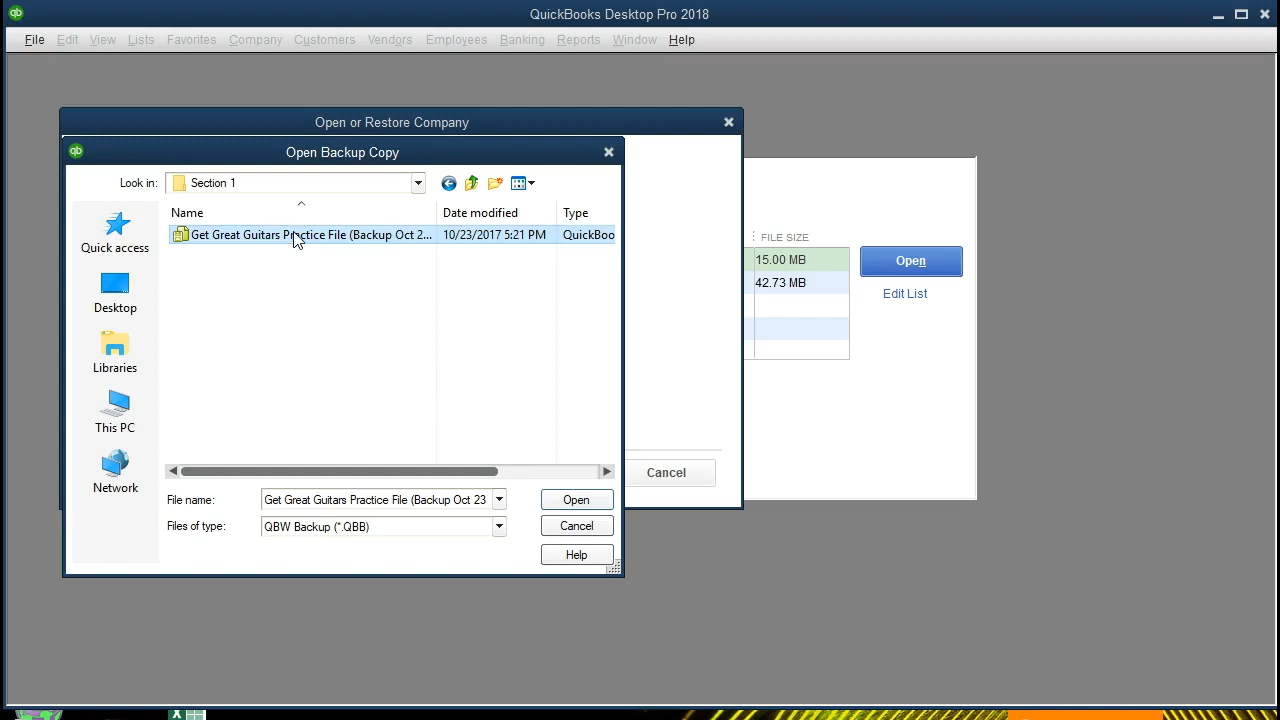 qb
QuickBooks Desktop Pro 2018
File Edit View Lists Favorites Company Customers Vendors Employees Banking Reports Window Help
Open or Restore Company
qb
Open Backup Copy
Look in: Section 1
Name Date modified Type
Get Great Guitars Practice File (Backup Oct 2... 10/23/2017 5:21 PM QuickBoo
Quick access
Desktop
Libraries
This PC
Network
File name: Get Great Guitars Practice File (Backup Oct 23
Files of type: QBW Backup (*.QBB)
Open
Cancel
Help
Cancel
FILE SIZE
15.00 MB
42.73 MB
Open
Edit List
X